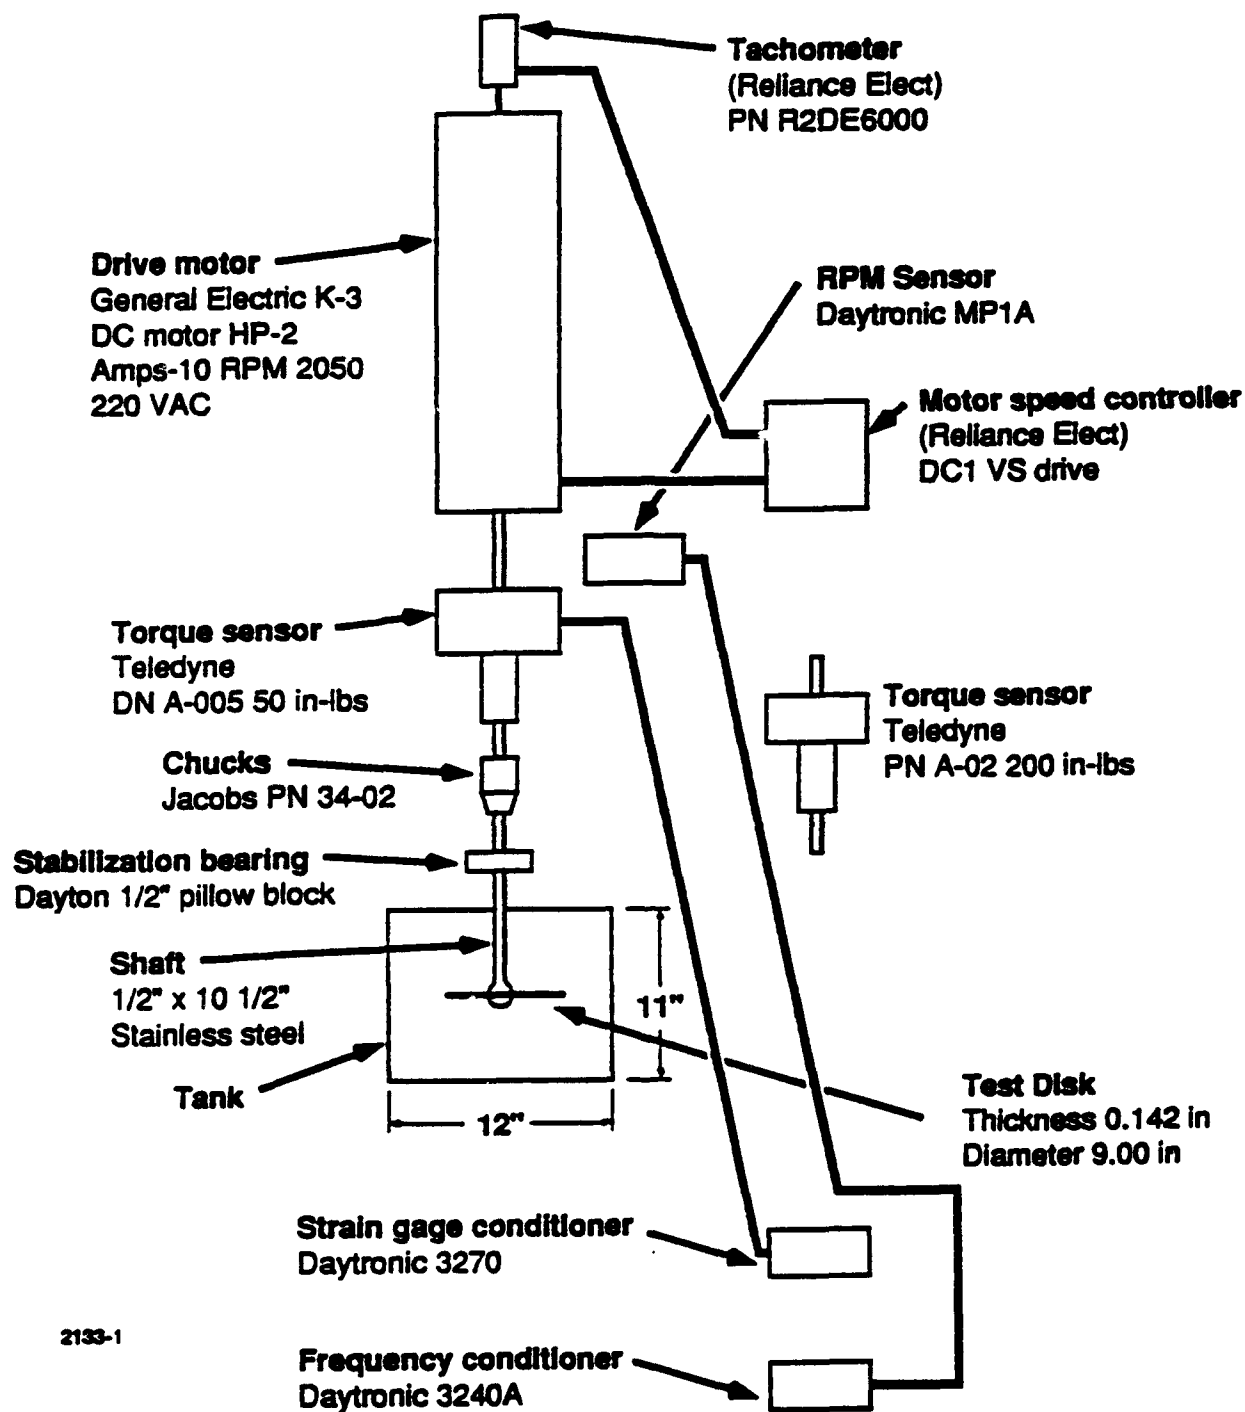 Tachometer
(Reliance Elect)
PN R2DE6000
Drive motor
General Electric K-3
DC motor HP-2
Amps-10 RPM 2050
220 VAC
RPM Sensor
Daytronic MP1A
Motor speed controller
(Reliance Elect)
DC1 VS drive
Torque sensor
Teledyne
DN A-005 50 in-lbs
Torque sensor
Teledyne
PN A-02 200 in-lbs
Chucks
Jacobs PN 34-02
Stabilization bearing
Dayton 1/2" pillow block
Shaft
1/2" x 10 1/2"
Stainless steel
11"
Tank
12"
Test Disk
Thickness 0.142 in
Diameter 9.00 in
Strain gage conditioner
Daytronic 3270
2133-1
Frequency conditioner
Daytronic 3240A